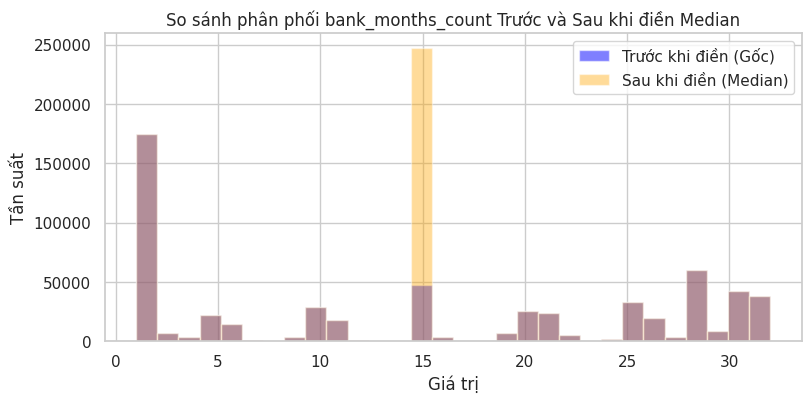 So sánh phân phối bank_months_count Trước và Sau khi điền Median
250000
200000
150000
100000
50000
0
Tần suất
Trước khi điền (Gốc)
Sau khi điền (Median)
0 5 10 15 20 25 30
Giá trị